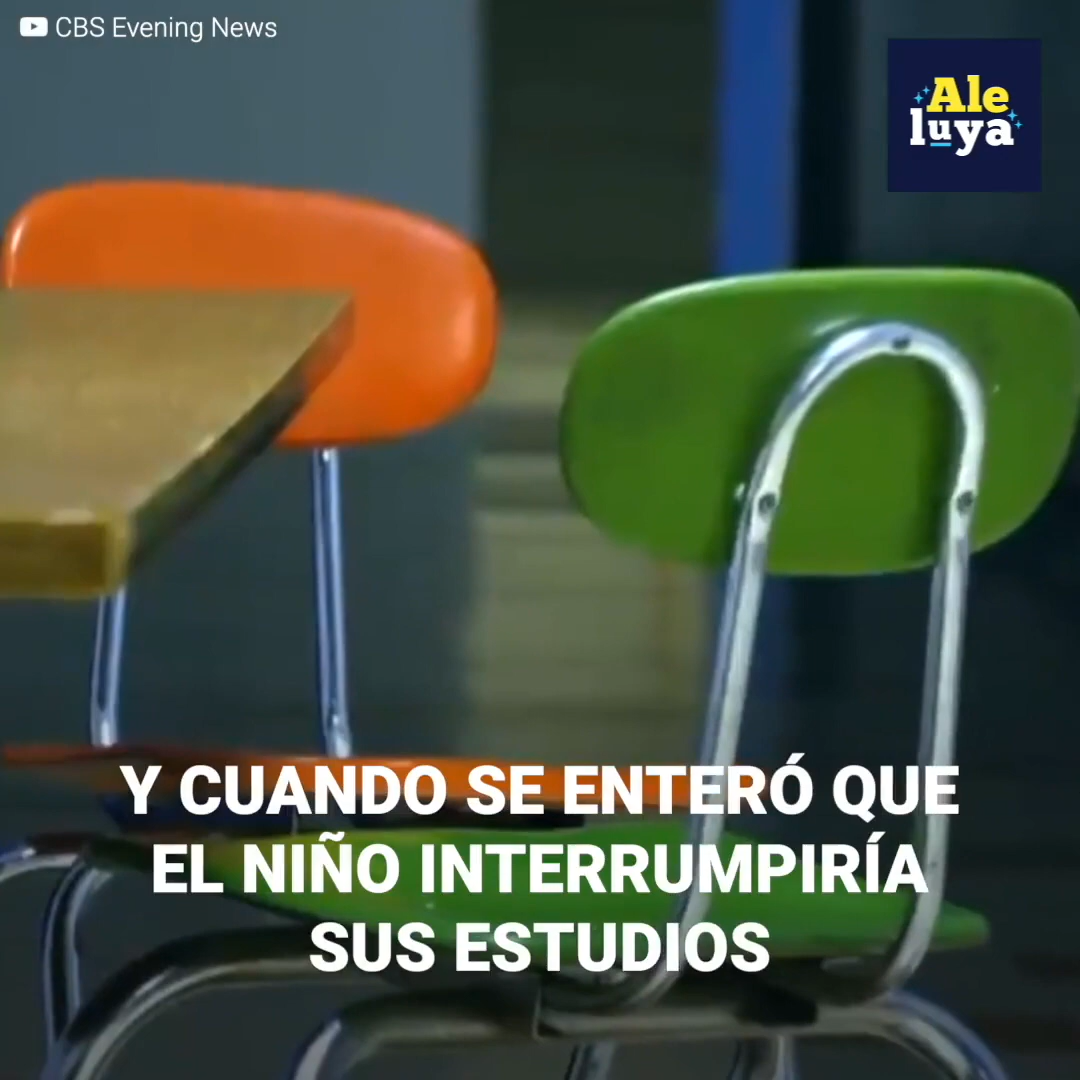 CBS Evening News
Ale
luya
Y CUANDO SE ENTERÓ QUE
EL NIÑO INTERRUMPIRÍA
SUS ESTUDIOS